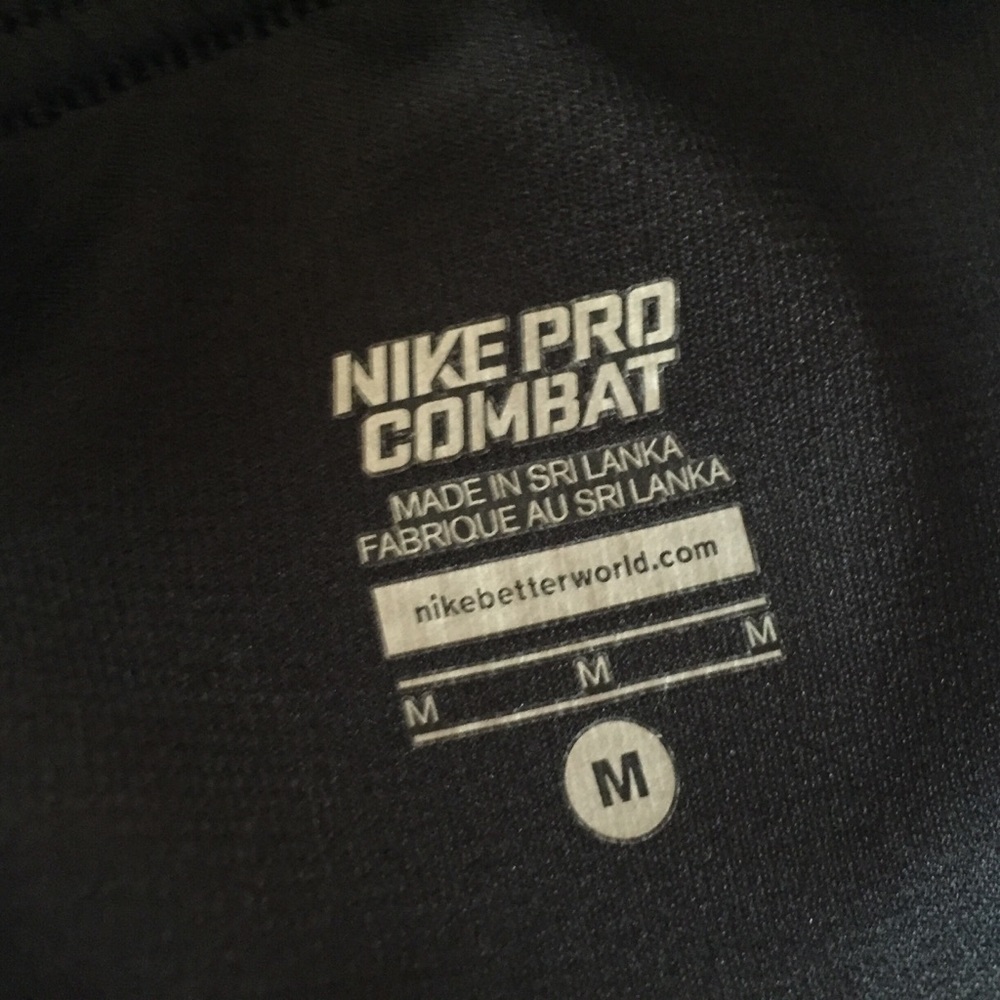 NIKE PRO
COMBAT
MADE IN SRI LANKA
FABRIQUE AU SRI LANKA
nikebetterworld.com
M M M
M